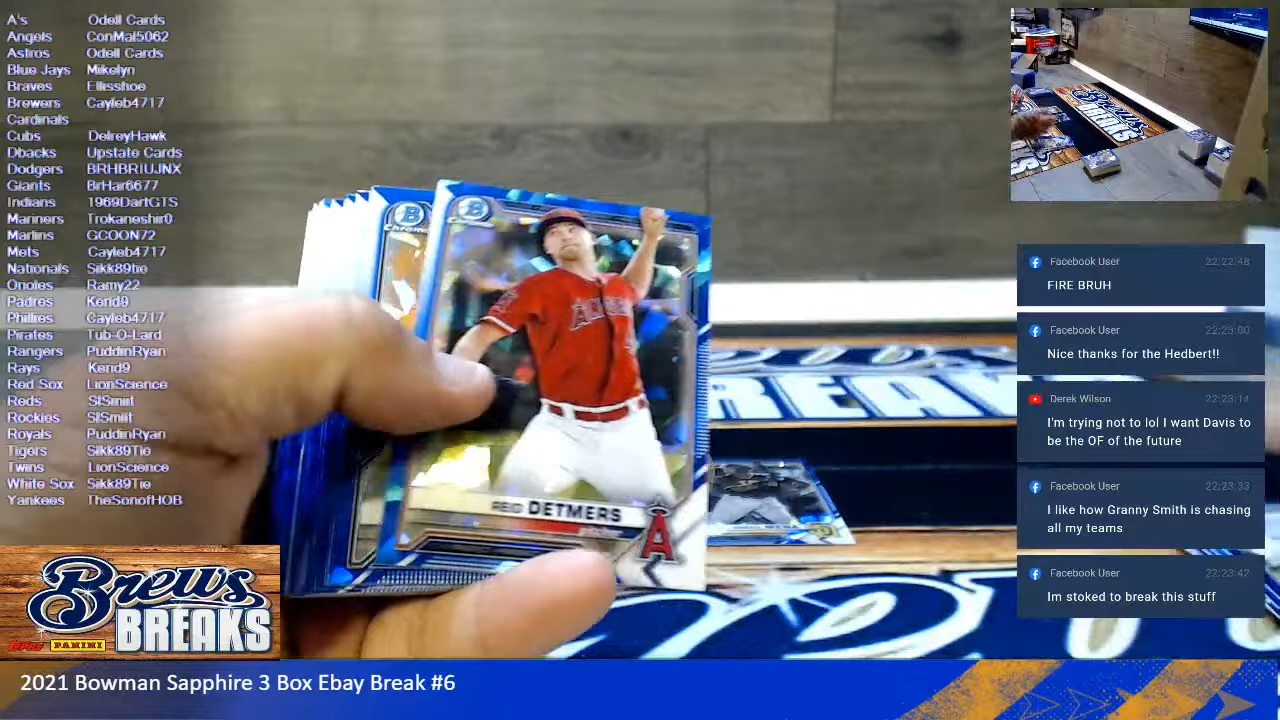 A's Odell Cards
Angels ConMal5062
Astros Odell Cards
Blue Jays Mikelyn
Braves Ellisshoe
Brewers Cayleb4717
Cardinals
Cubs DelreyHawk
Dbacks Upstate Cards
Dodgers BRHBRIUJNX
Giants BrHar6677
Indians 1969DartGTS
Mariners Trokaneshir0
Marlins GCOON72
Mets Cayleb4717
Nationals Sikk89tie
Orioles Ramy22
Padres Kend9
Phillies Cayleb4717
Pirates Tub-O-Lard
Rangers PuddinRyan
Rays Kend9
Red Sox LionScience
Reds SlSmiit
Rockies SlSmiit
Royals PuddinRyan
Tigers Sikk89Tie
Twins LionScience
White Sox Sikk89Tie
Yankees TheSonofHOB
B
Chrome
B
ANGELS
REID DETMERS
A
REAK
BREWS
BREAKS
Facebook User 22:22:48
FIRE BRUH
Facebook User 22:23:00
Nice thanks for the Hedbert!!
Derek Wilson 22:23:14
I'm trying not to lol I want Davis to
be the OF of the future
Facebook User 22:23:33
I like how Granny Smith is chasing
all my teams
Facebook User 22:23:42
Im stoked to break this stuff
Brews
BREAKS
TOPPS PANINI
2021 Bowman Sapphire 3 Box Ebay Break #6